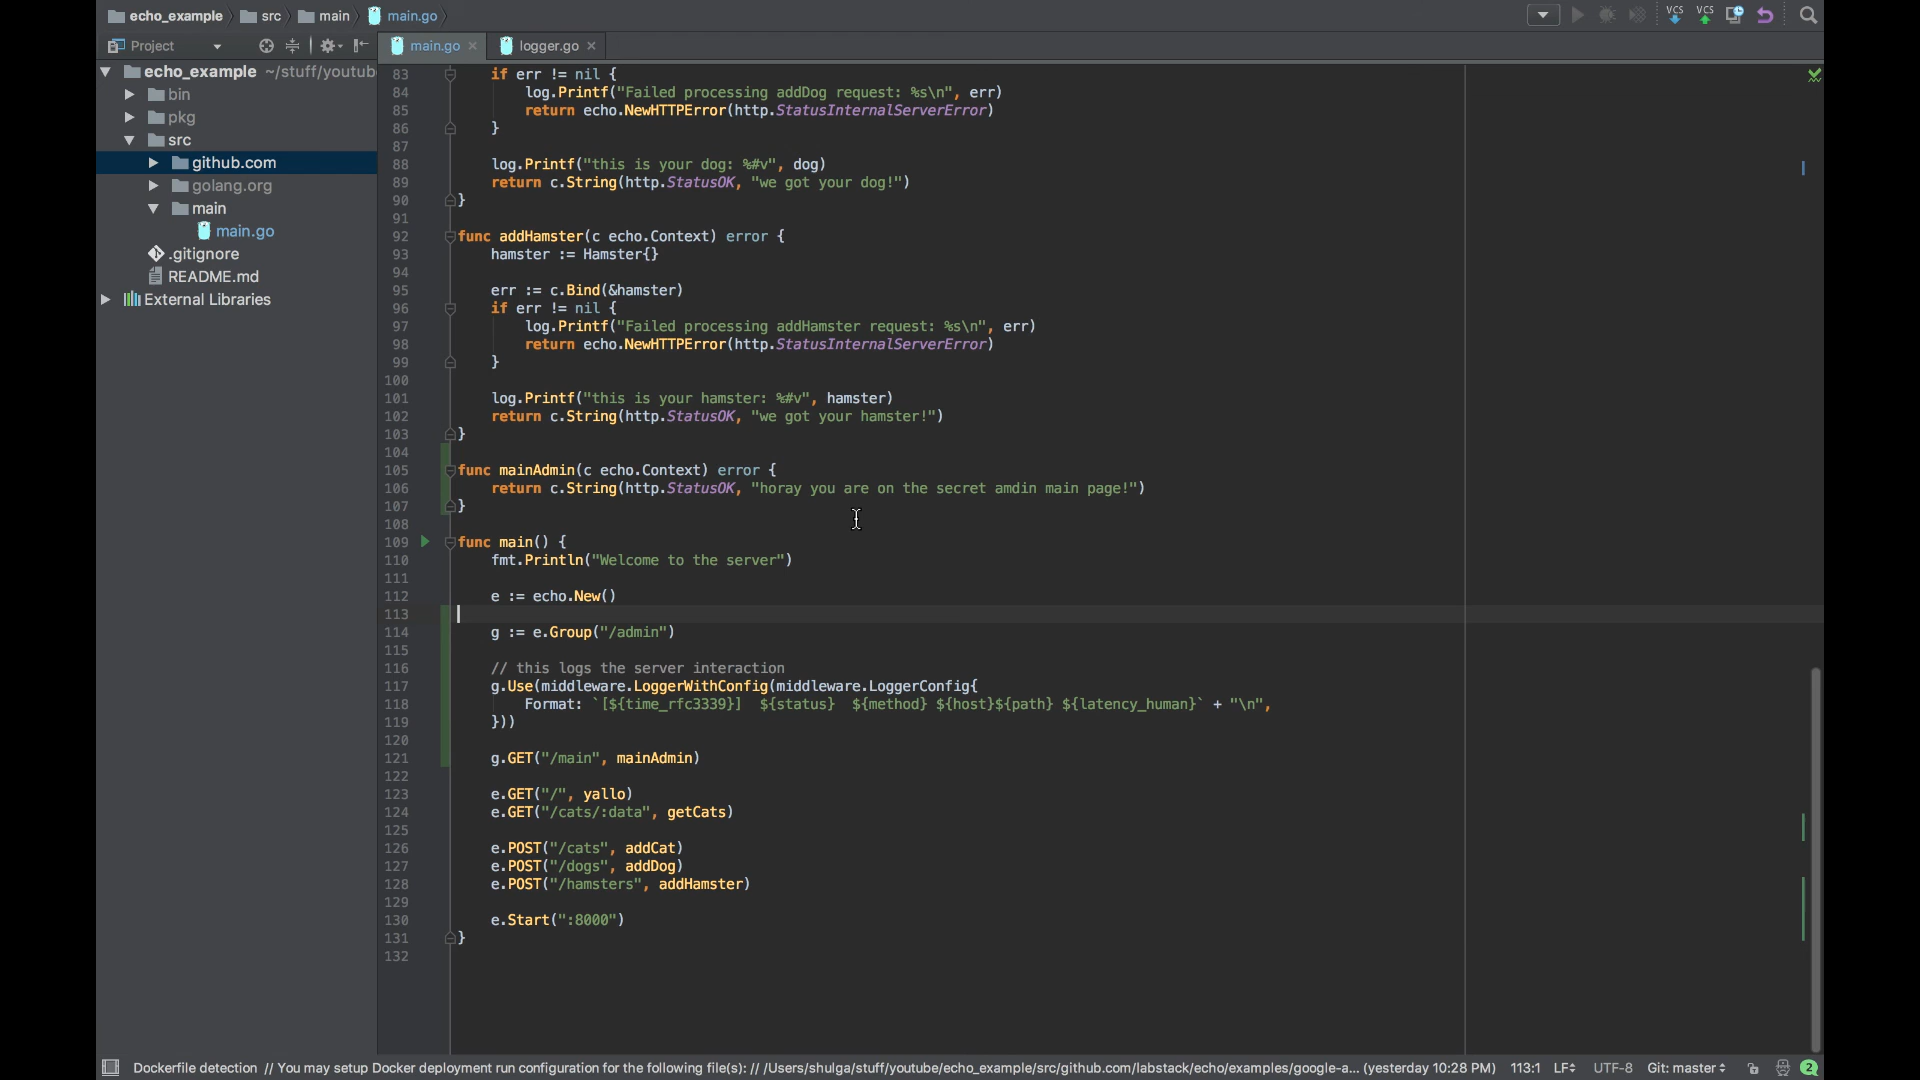 echo_example src main main.go
Project
main.go logger.go
echo_example ~/stuff/youtub
bin
pkg
src
github.com
golang.org
main
main.go
.gitignore
README.md
External Libraries
83 if err != nil {
84 log.Printf("Failed processing addDog request: %s\n", err)
85 return echo.NewHTTPError(http.StatusInternalServerError)
86 }
87
88 log.Printf("this is your dog: %#v", dog)
89 return c.String(http.StatusOK, "we got your dog!")
90 }
91
92 func addHamster(c echo.Context) error {
93 hamster := Hamster{}
94
95 err := c.Bind(&hamster)
96 if err != nil {
97 log.Printf("Failed processing addHamster request: %s\n", err)
98 return echo.NewHTTPError(http.StatusInternalServerError)
99 }
100
101 log.Printf("this is your hamster: %#v", hamster)
102 return c.String(http.StatusOK, "we got your hamster!")
103 }
104
105 func mainAdmin(c echo.Context) error {
106 return c.String(http.StatusOK, "horay you are on the secret amdin main page!")
107 }
108
109 func main() {
110 fmt.Println("Welcome to the server")
111
112 e := echo.New()
113
114 g := e.Group("/admin")
115
116 // this logs the server interaction
117 g.Use(middleware.LoggerWithConfig(middleware.LoggerConfig{
118 Format: `[${time_rfc3339}] ${status} ${method} ${host}${path} ${latency_human}` + "\n",
119 }))
120
121 g.GET("/main", mainAdmin)
122
123 e.GET("/", yallo)
124 e.GET("/cats/:data", getCats)
125
126 e.POST("/cats", addCat)
127 e.POST("/dogs", addDog)
128 e.POST("/hamsters", addHamster)
129
130 e.Start(":8000")
131 }
132
VCS VCS
Dockerfile detection // You may setup Docker deployment run configuration for the following file(s): // /Users/shulga/stuff/youtube/echo_example/src/github.com/labstack/echo/examples/google-a... (yesterday 10:28 PM) 113:1 LF UTF-8 Git: master 2